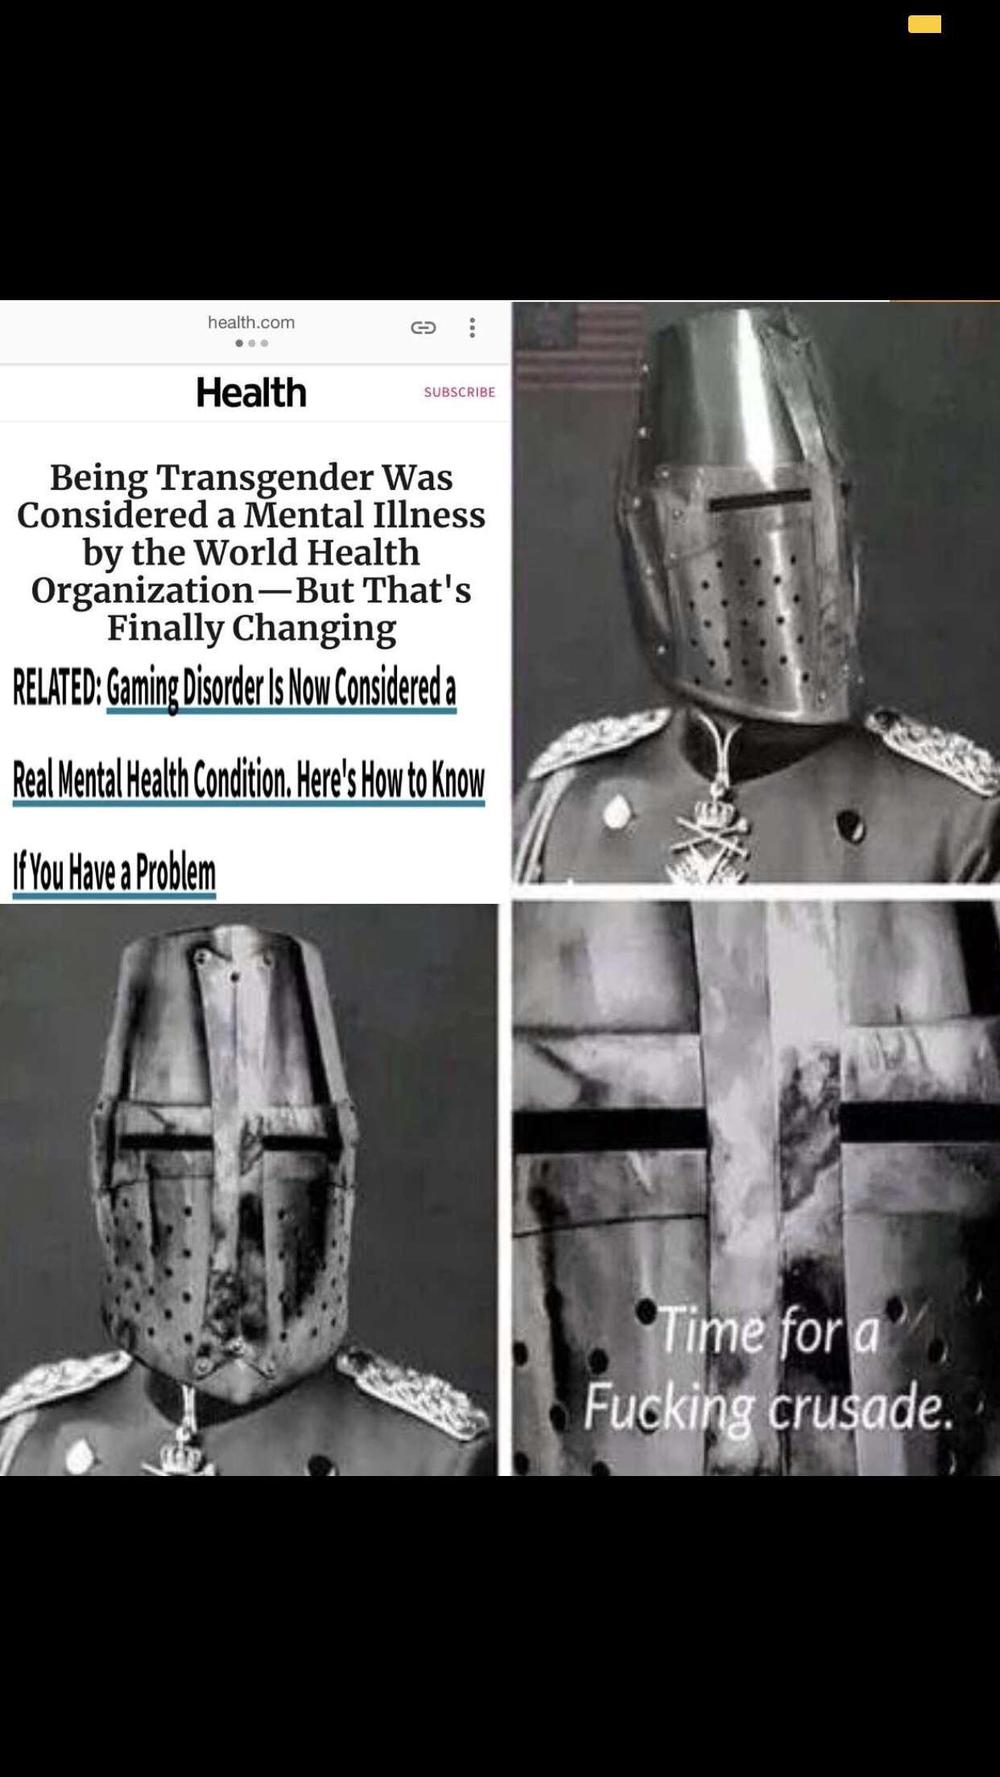 health.com
Health
SUBSCRIBE
Being Transgender Was
Considered a Mental Illness
by the World Health
Organization—But That's
Finally Changing
RELATED: Gaming Disorder Is Now Considered a
Real Mental Health Condition. Here's How to Know
If You Have a Problem
Time for a
Fucking crusade.